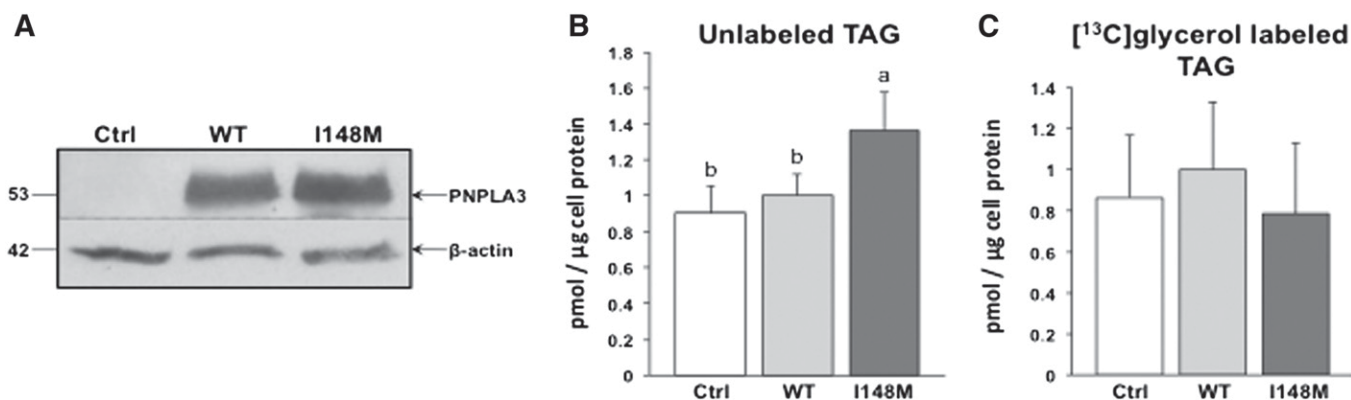 A
Ctrl WT I148M
53 PNPLA3
42 β-actin
B
Unlabeled TAG
pmol / µg cell protein
1.8
1.6
1.4
1.2
1
0.8
0.6
0.4
0.2
0
b b a
Ctrl WT I148M
C
[¹³C]glycerol labeled
TAG
pmol / µg cell protein
1.4
1.2
1
0.8
0.6
0.4
0.2
0
Ctrl WT I148M